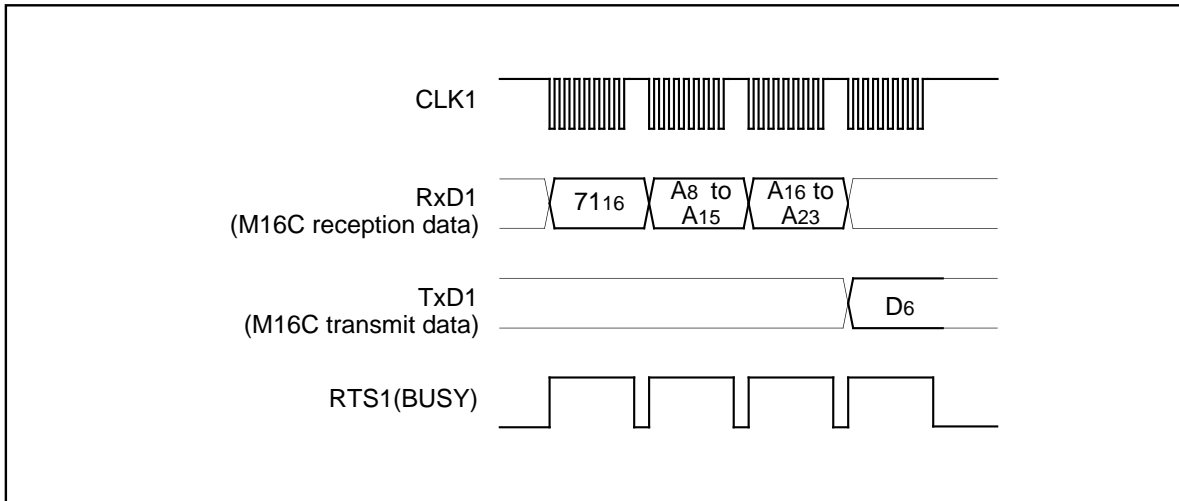 CLK1
RxD1
(M16C reception data)
7116
A8 to
A15
A16 to
A23
TxD1
(M16C transmit data)
D6
RTS1(BUSY)